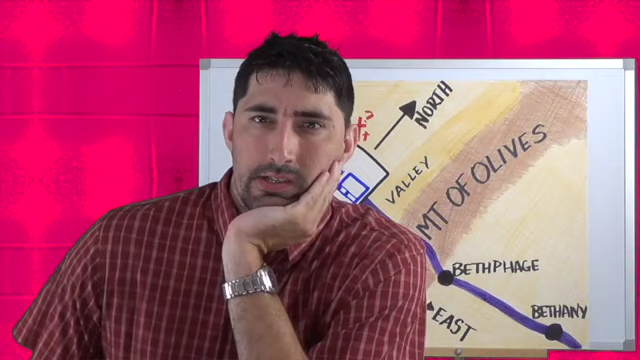 ?
NORTH
VALLEY
MT OF OLIVES
BETHPHAGE
BETHANY
EAST